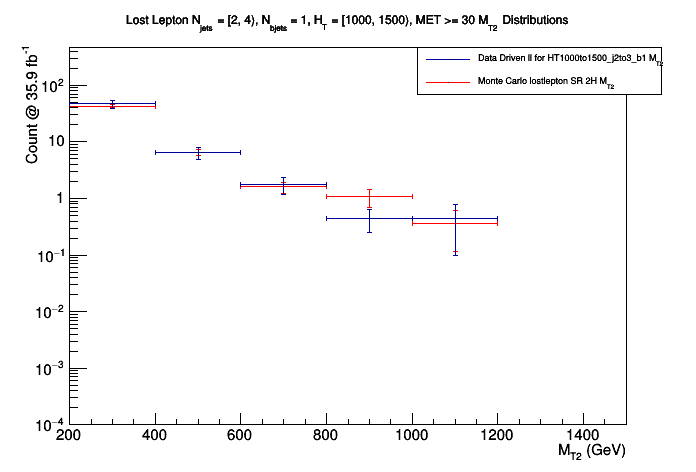 Lost Lepton N_jets = [2, 4), N_bjets = 1, H_T = [1000, 1500), MET >= 30 M_T2 Distributions
Data Driven II for HT1000to1500_j2to3_b1 M_T2
Monte Carlo lostlepton SR 2H M_T2
Count @ 35.9 fb^-1
10^2
10
1
10^−1
10^−2
10^−3
10^−4
200 400 600 800 1000 1200 1400
M_T2 (GeV)